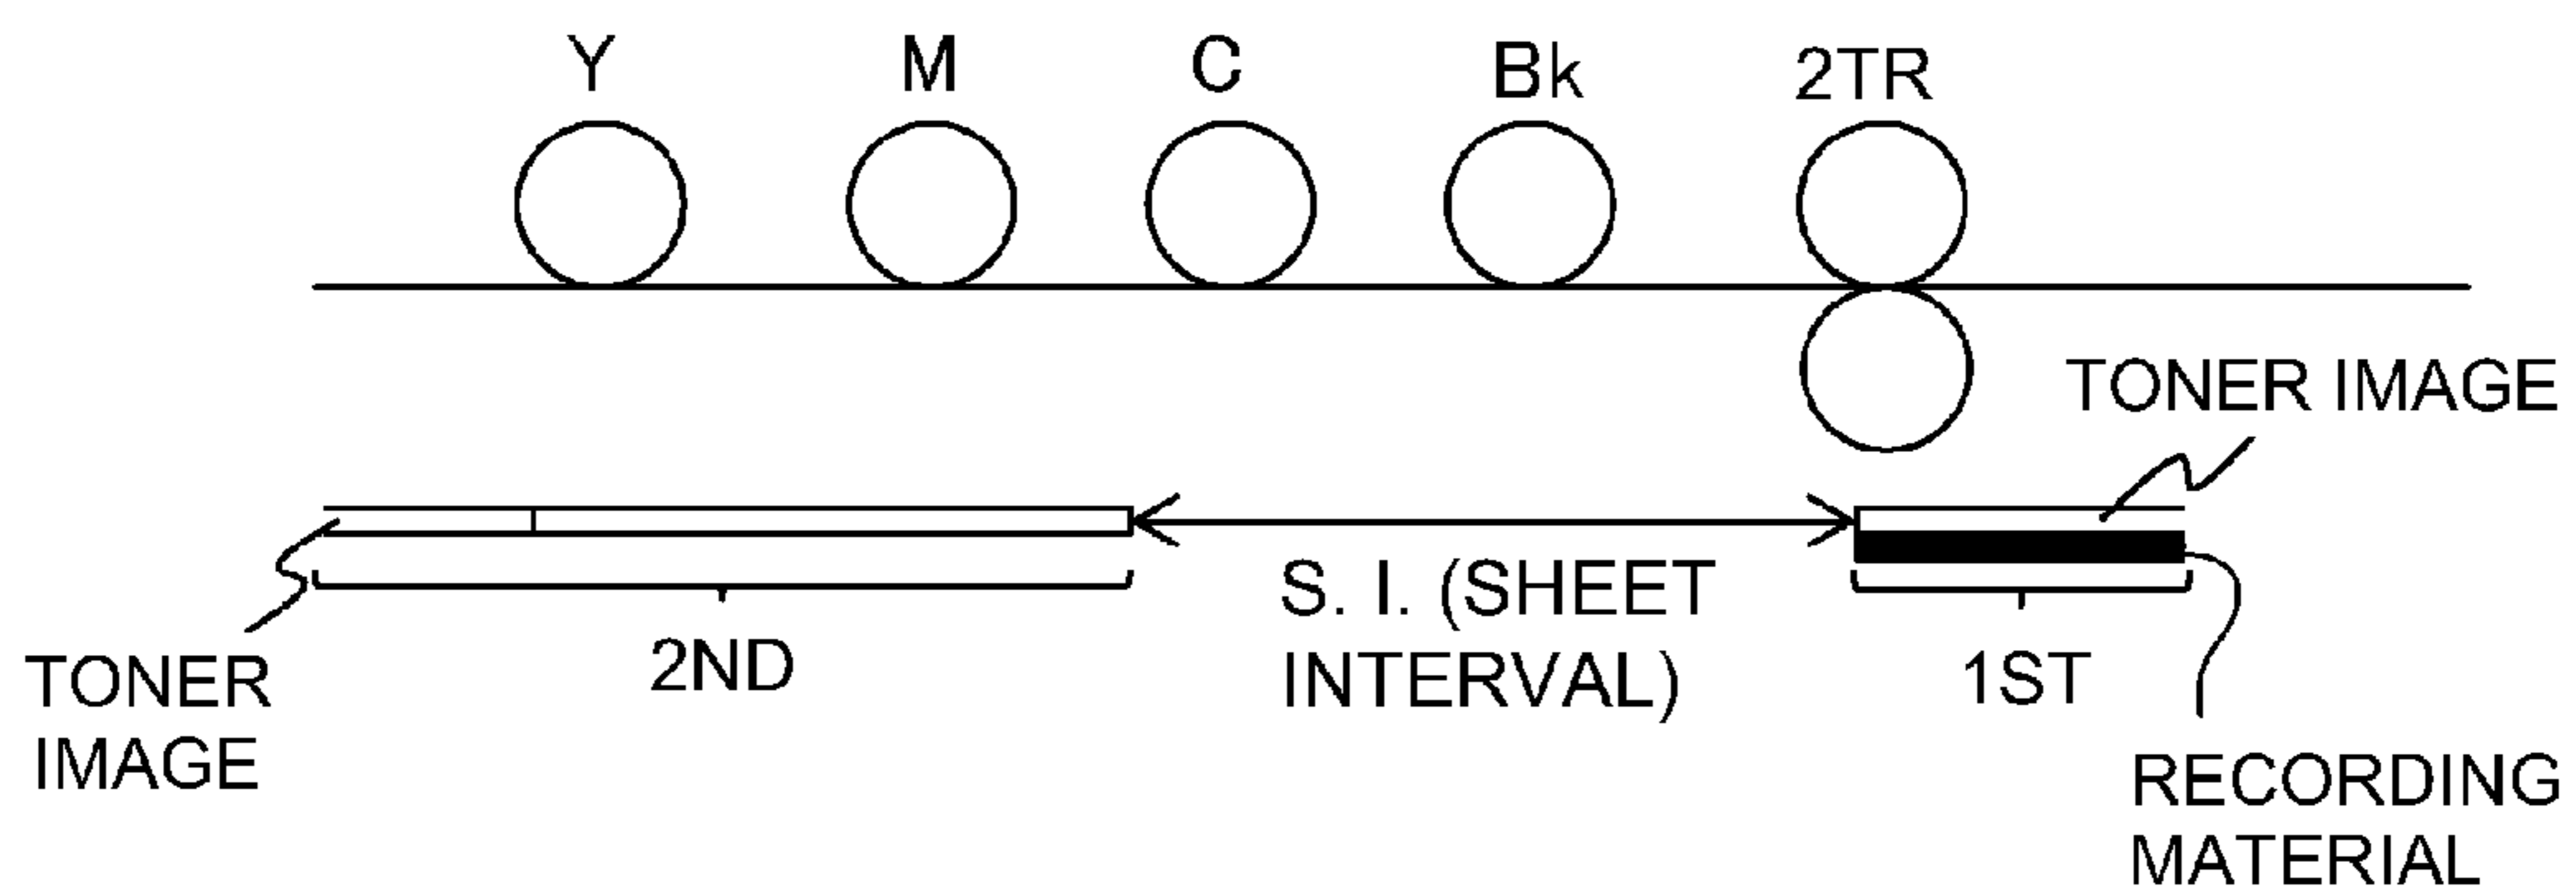 Y
M
C
Bk
2TR
TONER IMAGE
S. I. (SHEET
INTERVAL)
2ND
1ST
TONER
IMAGE
RECORDING
MATERIAL